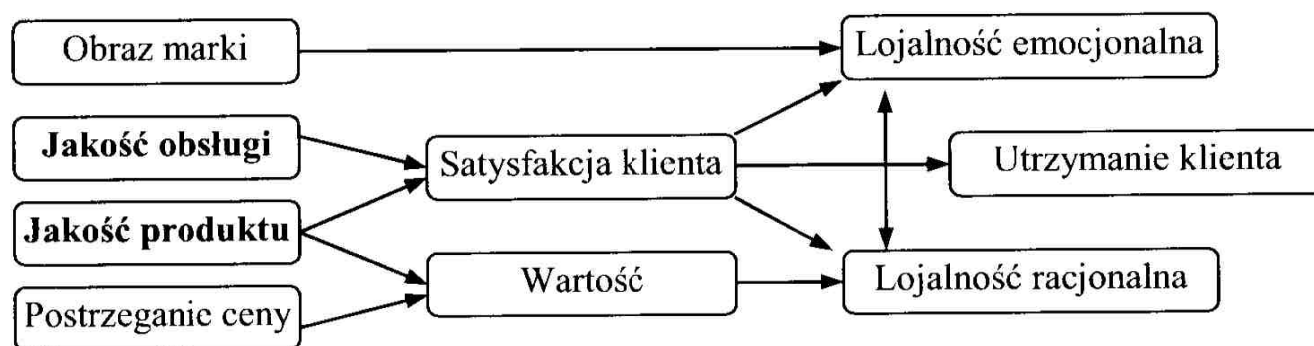 Obraz marki
Lojalność emocjonalna
Jakość obsługi
Satysfakcja klienta
Utrzymanie klienta
Jakość produktu
Wartość
Lojalność racjonalna
Postrzeganie ceny